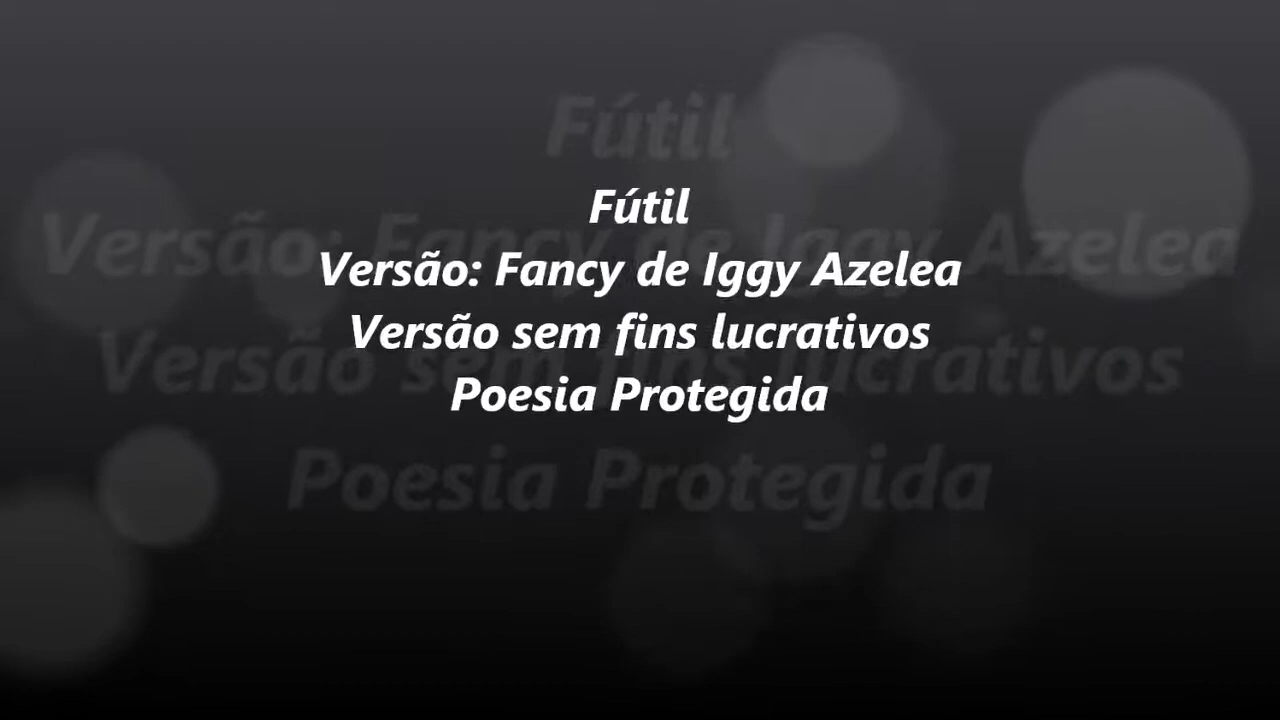 Fútil
Versão: Fancy de Iggy Azelea
Versão sem fins lucrativos
Poesia Protegida